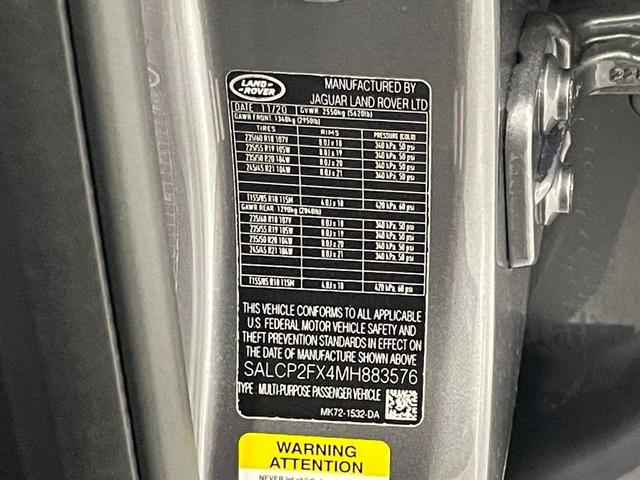 LAND
ROVER
MANUFACTURED BY
JAGUAR LAND ROVER LTD
DATE 11/20 GVWR 2550kg (5620lb)
GAWR FRONT 1340kg (2950lb)
TIRES RIMS PRESSURE (COLD)
235/60 R18 107V 8.0J x 18 340 kPa, 50 psi
235/55 R19 105W 8.0J x 19 340 kPa, 50 psi
235/50 R20 104W 8.0J x 20 340 kPa, 50 psi
245/45 R21 104W 8.0J x 21 340 kPa, 50 psi
T155/85 R18 115M 4.0J x 18 420 kPa, 60 psi
GAWR REAR 1290kg (2840lb)
235/60 R18 107V 8.0J x 18 340 kPa, 50 psi
235/55 R19 105W 8.0J x 19 340 kPa, 50 psi
235/50 R20 104W 8.0J x 20 340 kPa, 50 psi
245/45 R21 104W 8.0J x 21 340 kPa, 50 psi
T155/85 R18 115M 4.0J x 18 420 kPa, 60 psi
THIS VEHICLE CONFORMS TO ALL APPLICABLE
U.S. FEDERAL MOTOR VEHICLE SAFETY AND
THEFT PREVENTION STANDARDS IN EFFECT ON
THE DATE OF MANUFACTURE SHOWN ABOVE
SALCP2FX4MH883576
TYPE : MULTI-PURPOSE PASSENGER VEHICLE
MK72-1532-DA
WARNING
ATTENTION
NEVER let